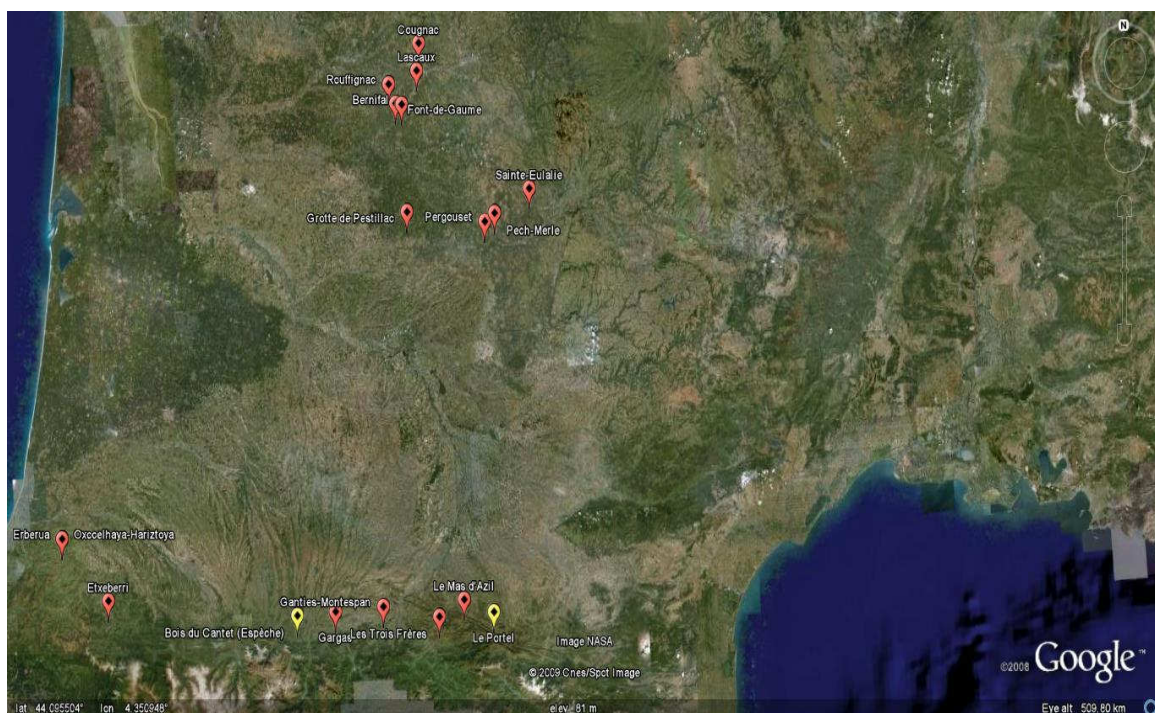 N
Cougnac
Lascaux
Rouffignac
Bernifal
Font-de-Gaume
Sainte-Eulalie
Grotte de Pestillac
Pergouset
Pech-Merle
Erberua
Oxccelhaya-Hariztoya
Etxeberri
Le Mas d'Azil
Ganties-Montespan
Bois du Cantet (Espèche)
Gargas
Les Trois Frères
Le Portel
Image NASA
© 2009 Cnes/Spot Image
©2008 Google™
lat 44.095504° lon 4.350948° elev 81 m Eye alt 509.80 km